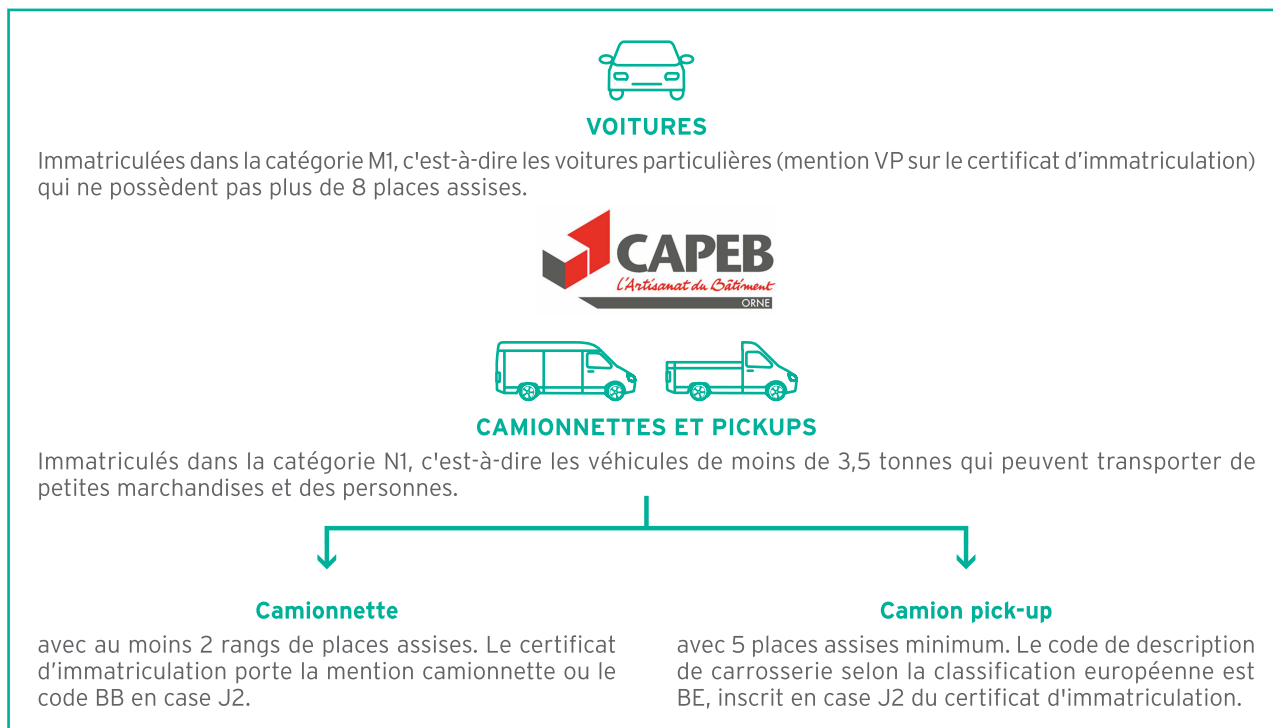 VOITURES
Immatriculées dans la catégorie M1, c'est-à-dire les voitures particulières (mention VP sur le certificat d’immatriculation)
qui ne possèdent pas plus de 8 places assises.
CAPEB
L'Artisanat du Bâtiment
ORNE
CAMIONNETTES ET PICKUPS
Immatriculés dans la catégorie N1, c'est-à-dire les véhicules de moins de 3,5 tonnes qui peuvent transporter de
petites marchandises et des personnes.
Camionnette
avec au moins 2 rangs de places assises. Le certificat
d’immatriculation porte la mention camionnette ou le
code BB en case J2.
Camion pick-up
avec 5 places assises minimum. Le code de description
de carrosserie selon la classification européenne est
BE, inscrit en case J2 du certificat d'immatriculation.